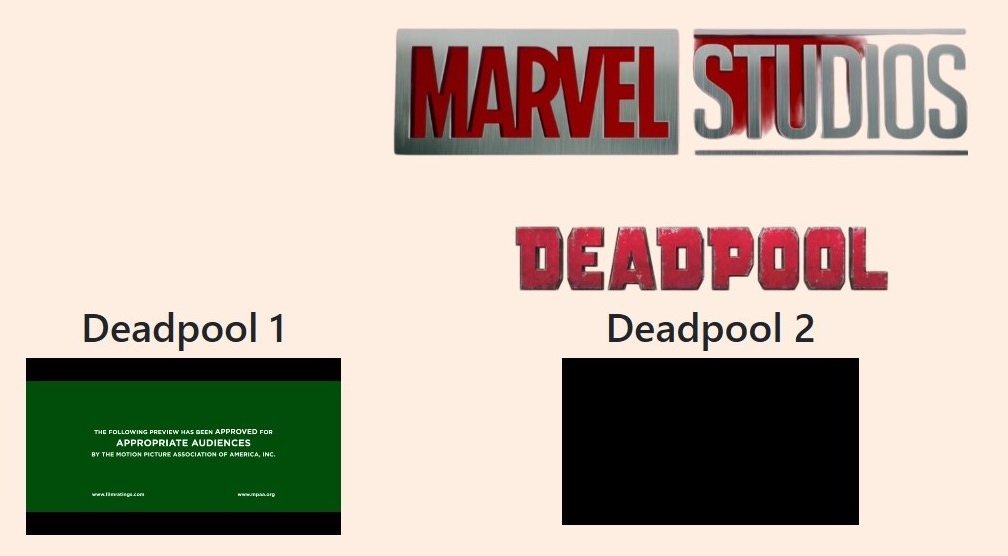 MARVEL STUDIOS
DEADPOOL
Deadpool 1
Deadpool 2
THE FOLLOWING PREVIEW HAS BEEN APPROVED FOR
APPROPRIATE AUDIENCES
BY THE MOTION PICTURE ASSOCIATION OF AMERICA, INC.
www.filmratings.com
www.mpaa.org